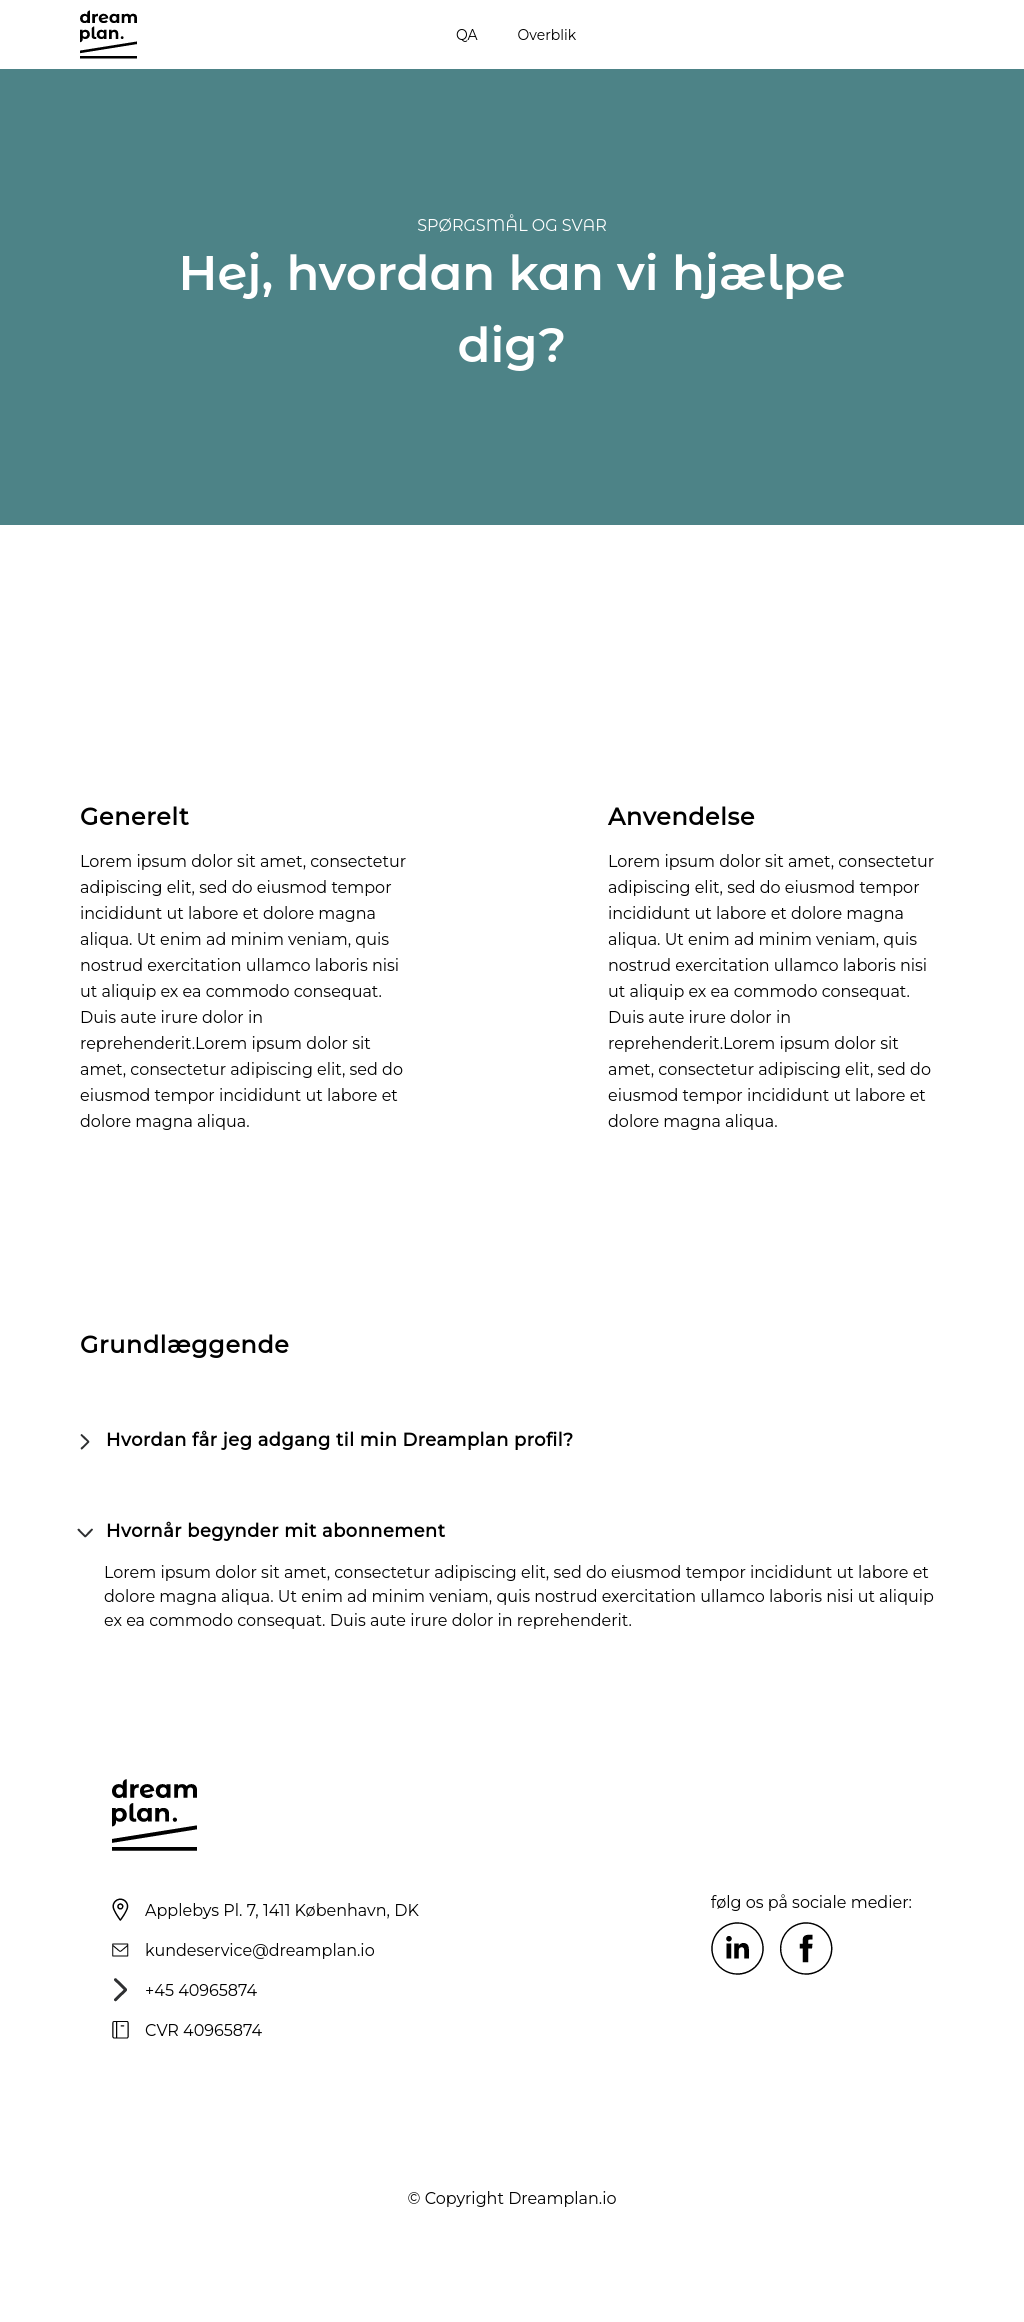 dream
plan.
QA
Overblik
SPØRGSMÅL OG SVAR
Hej, hvordan kan vi hjælpe
dig?
Generelt
Lorem ipsum dolor sit amet, consectetur
adipiscing elit, sed do eiusmod tempor
incididunt ut labore et dolore magna
aliqua. Ut enim ad minim veniam, quis
nostrud exercitation ullamco laboris nisi
ut aliquip ex ea commodo consequat.
Duis aute irure dolor in
reprehenderit.Lorem ipsum dolor sit
amet, consectetur adipiscing elit, sed do
eiusmod tempor incididunt ut labore et
dolore magna aliqua.
Anvendelse
Lorem ipsum dolor sit amet, consectetur
adipiscing elit, sed do eiusmod tempor
incididunt ut labore et dolore magna
aliqua. Ut enim ad minim veniam, quis
nostrud exercitation ullamco laboris nisi
ut aliquip ex ea commodo consequat.
Duis aute irure dolor in
reprehenderit.Lorem ipsum dolor sit
amet, consectetur adipiscing elit, sed do
eiusmod tempor incididunt ut labore et
dolore magna aliqua.
Grundlæggende
Hvordan får jeg adgang til min Dreamplan profil?
Hvornår begynder mit abonnement
Lorem ipsum dolor sit amet, consectetur adipiscing elit, sed do eiusmod tempor incididunt ut labore et
dolore magna aliqua. Ut enim ad minim veniam, quis nostrud exercitation ullamco laboris nisi ut aliquip
ex ea commodo consequat. Duis aute irure dolor in reprehenderit.
dream
plan.
Applebys Pl. 7, 1411 København, DK
kundeservice@dreamplan.io
+45 40965874
CVR 40965874
følg os på sociale medier:
in
f
© Copyright Dreamplan.io